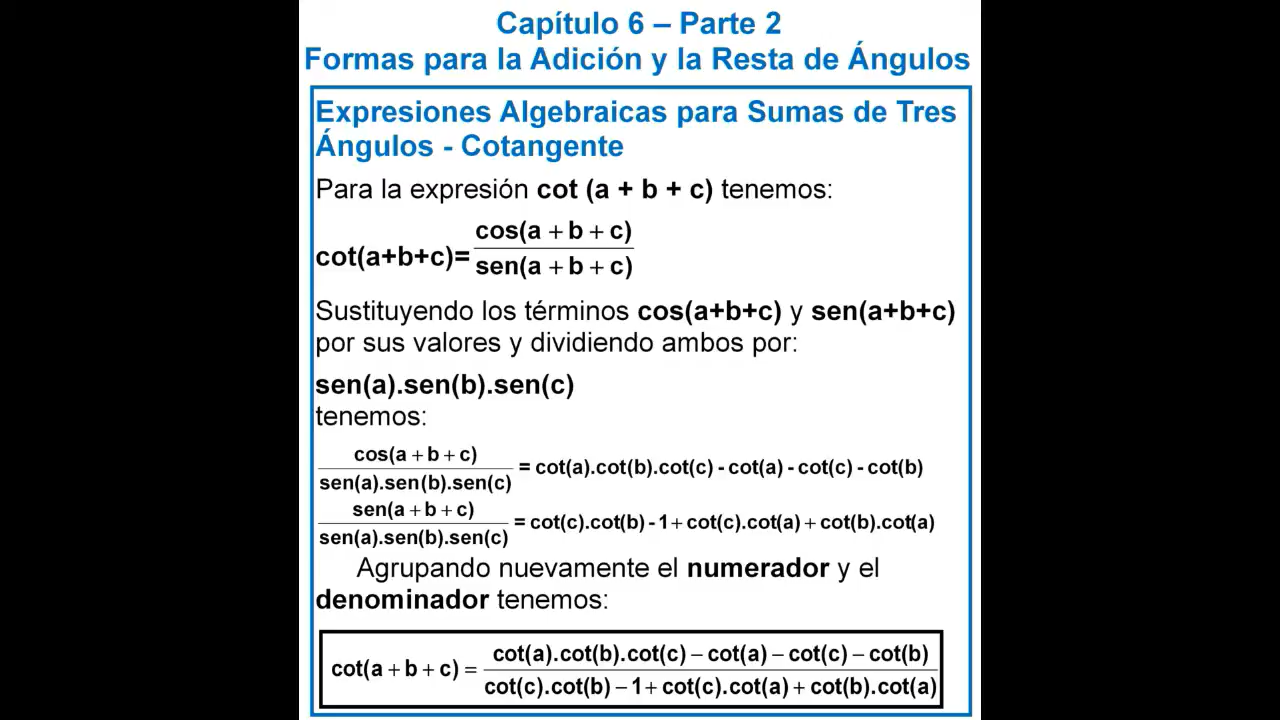 Capítulo 6 – Parte 2
Formas para la Adición y la Resta de Ángulos
Expresiones Algebraicas para Sumas de Tres
Ángulos - Cotangente
Para la expresión cot (a + b + c) tenemos:
cot(a+b+c)= cos(a + b + c) / sen(a + b + c)
Sustituyendo los términos cos(a+b+c) y sen(a+b+c)
por sus valores y dividiendo ambos por:
sen(a).sen(b).sen(c)
tenemos:
cos(a + b + c) / sen(a).sen(b).sen(c) = cot(a).cot(b).cot(c) - cot(a) - cot(c) - cot(b)
sen(a + b + c) / sen(a).sen(b).sen(c) = cot(c).cot(b) - 1 + cot(c).cot(a) + cot(b).cot(a)
Agrupando nuevamente el numerador y el
denominador tenemos:
cot(a + b + c) = cot(a).cot(b).cot(c) − cot(a) − cot(c) − cot(b) / cot(c).cot(b) − 1 + cot(c).cot(a) + cot(b).cot(a)